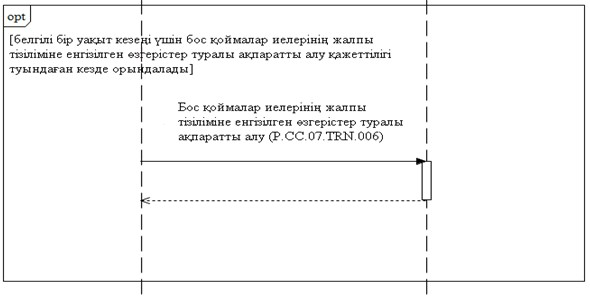 opt
[белгілі бір уақыт кезеңі үшін бос қоймалар иелерінің жалпы
тізіліміне енгізілген өзгерістер туралы ақпаратты алу қажеттілігі
туындаған кезде орындалады]
Бос қоймалар иелерінің жалпы
тізіліміне енгізілген өзгерістер туралы
ақпаратты алу (P.CC.07.TRN.006)